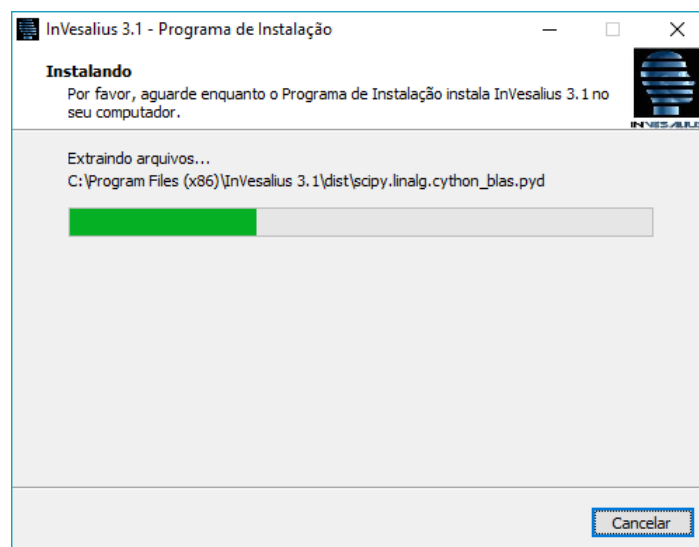 InVesalius 3.1 - Programa de Instalação
Instalando
Por favor, aguarde enquanto o Programa de Instalação instala InVesalius 3.1 no
seu computador.
INVESALIUS
Extraindo arquivos...
C:\Program Files (x86)\InVesalius 3.1\dist\scipy.linalg.cython_blas.pyd
Cancelar